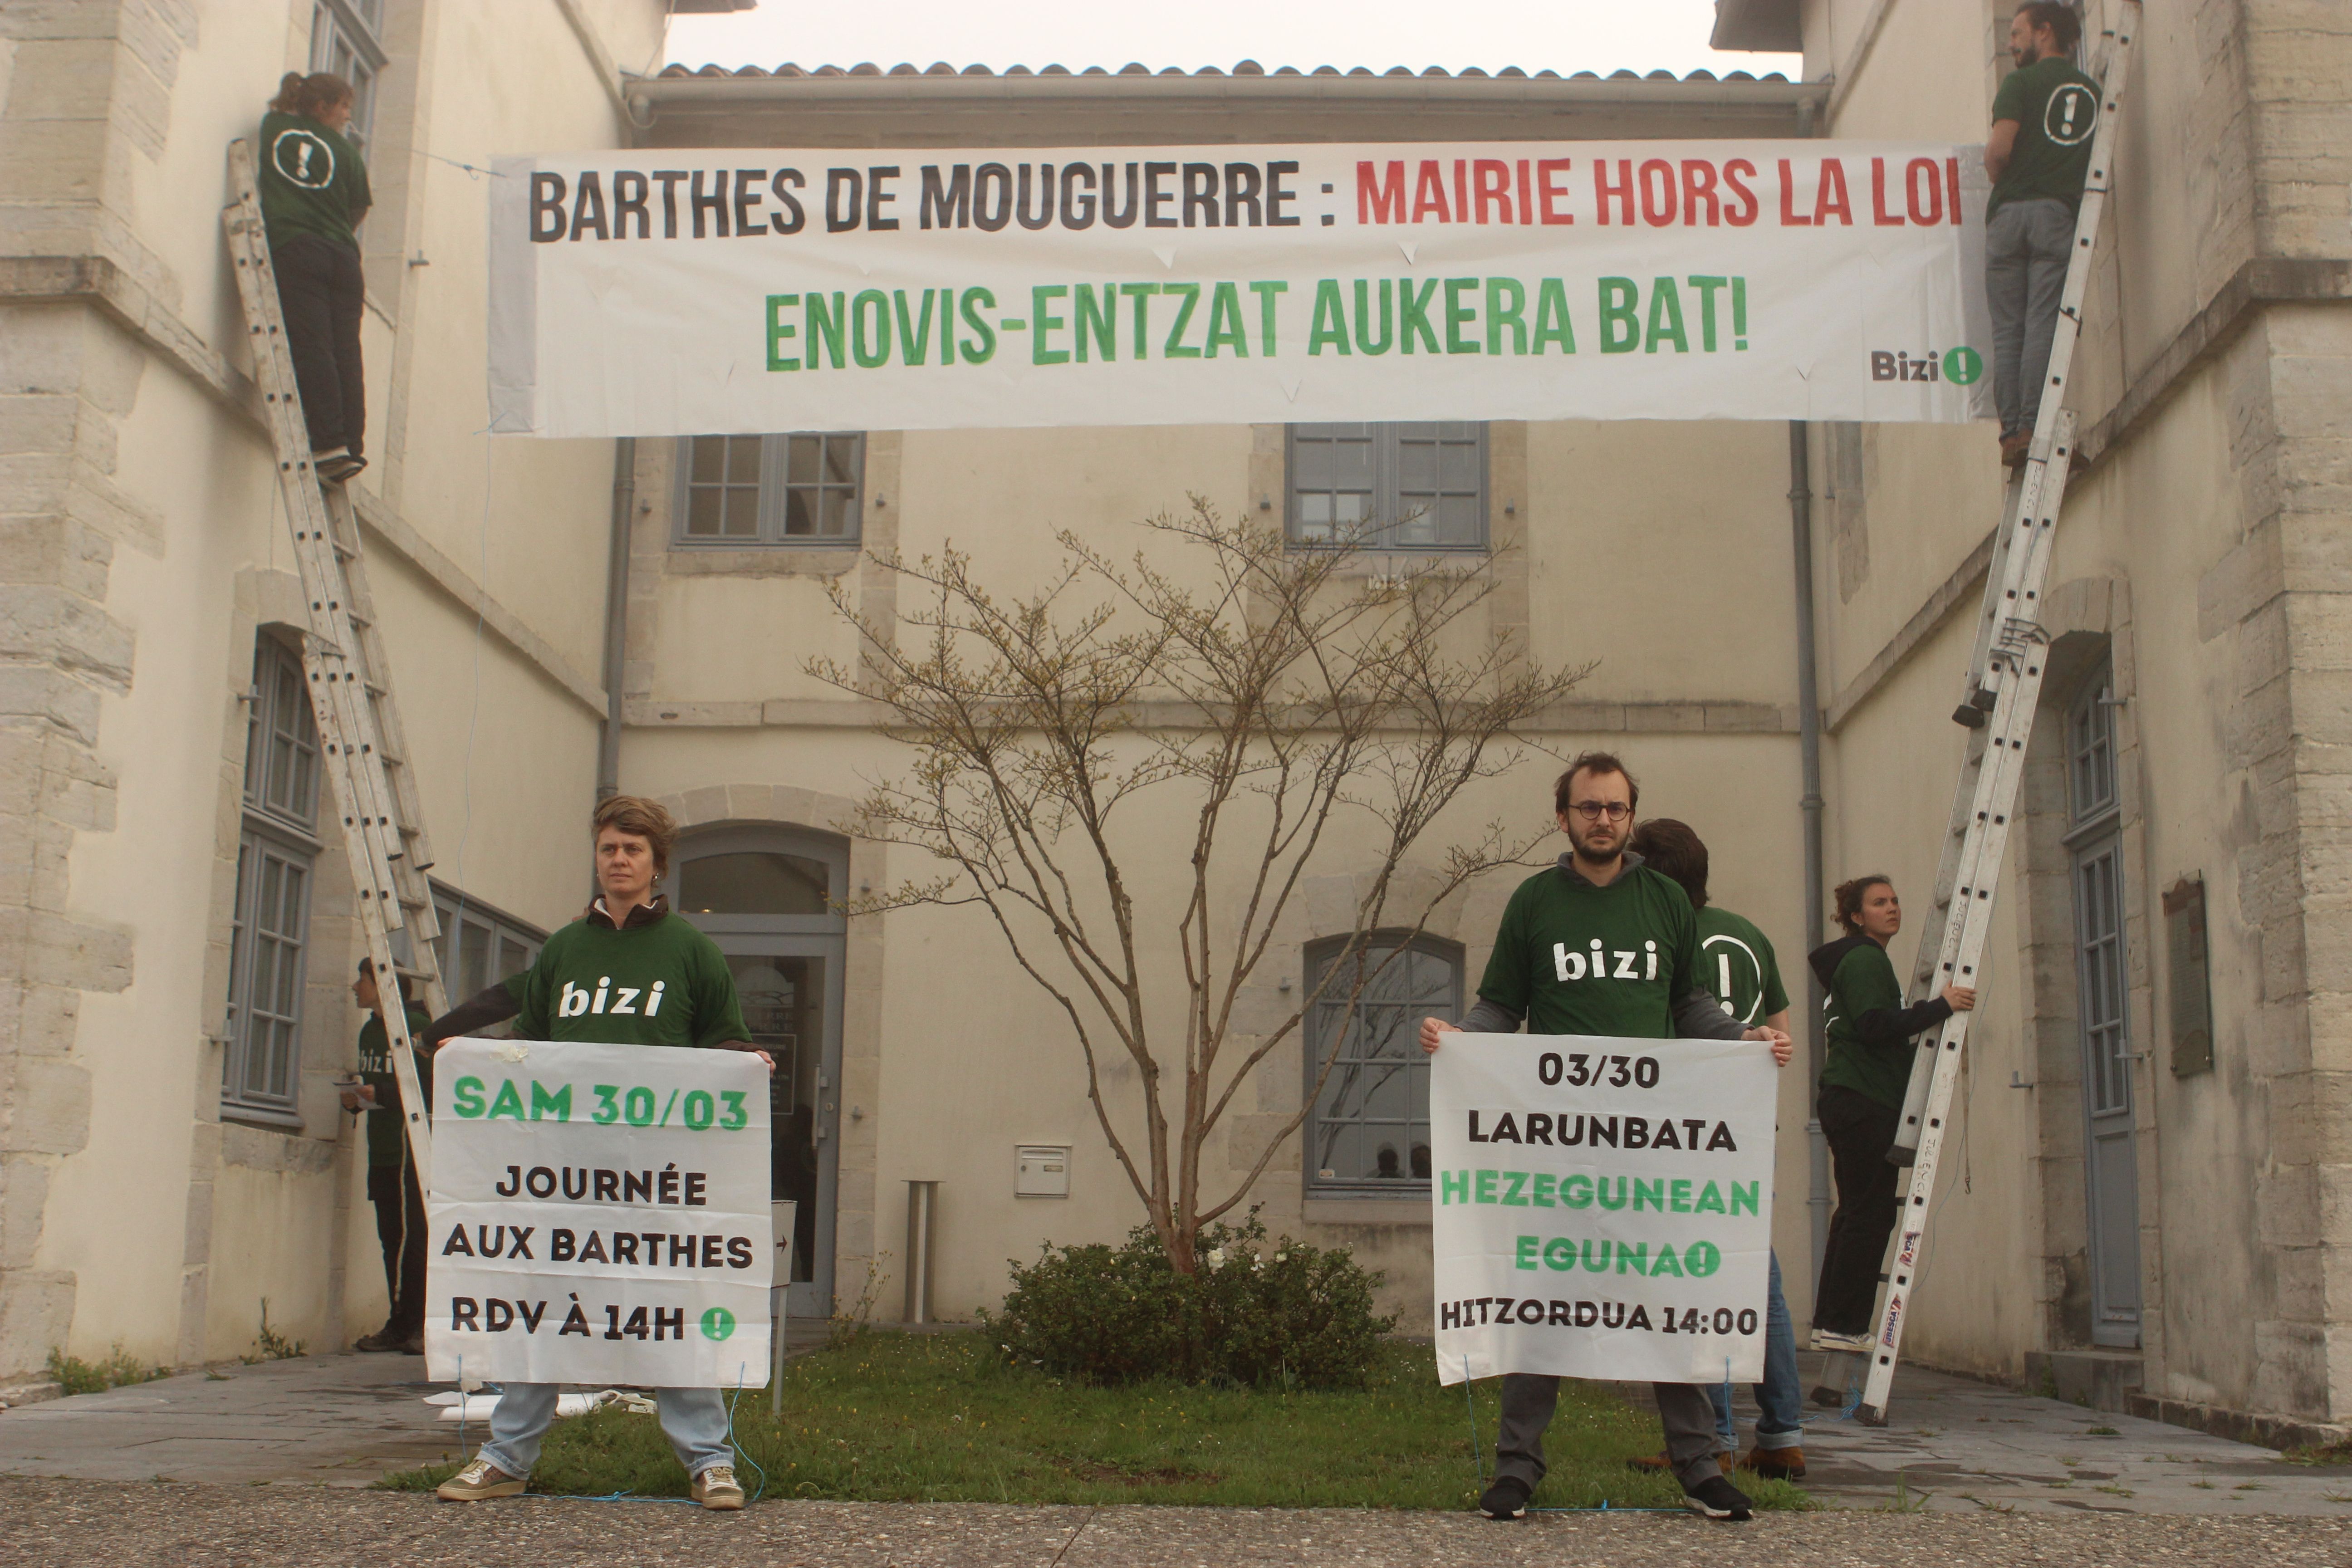 BARTHES DE MOUGUERRE : MAIRIE HORS LA LOI
ENOVIS-ENTZAT AUKERA BAT!
Bizi!
bizi
bizi
bizi
SAM 30/03
JOURNÉE
AUX BARTHES
RDV À 14H !
03/30
LARUNBATA
HEZEGUNEAN
EGUNA!
HITZORDUA 14:00